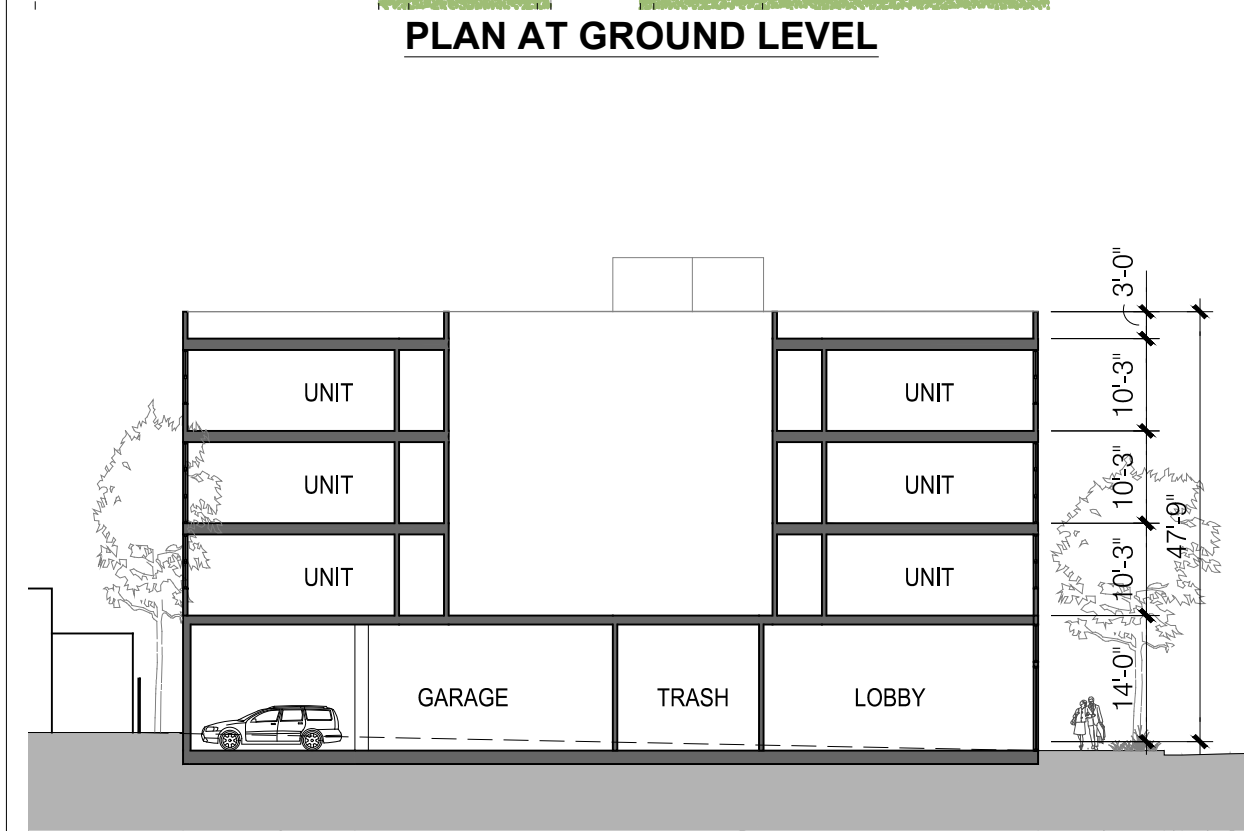 PLAN AT GROUND LEVEL
3'-0"
UNIT
UNIT
10'-3"
UNIT
UNIT
10'-3"
47'-9"
UNIT
UNIT
10'-3"
GARAGE
TRASH
LOBBY
14'-0"